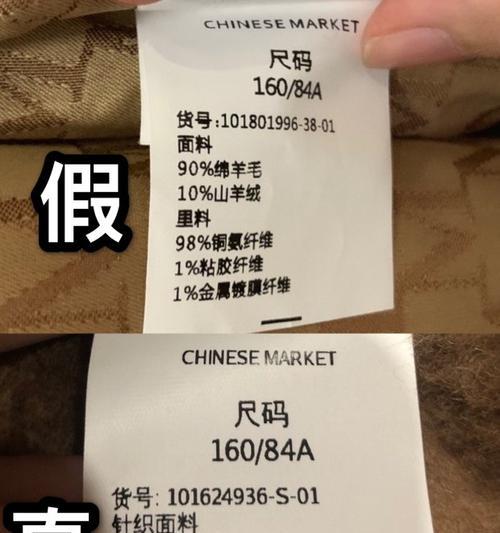 CHINESE MARKET
尺码
160/84A
货号:101801996-38-01
面料
90%绵羊毛
10%山羊绒
里料
98%铜氨纤维
1%粘胶纤维
1%金属镀膜纤维
假
CHINESE MARKET
尺码
160/84A
货号: 101624936-S-01
针织面料
真